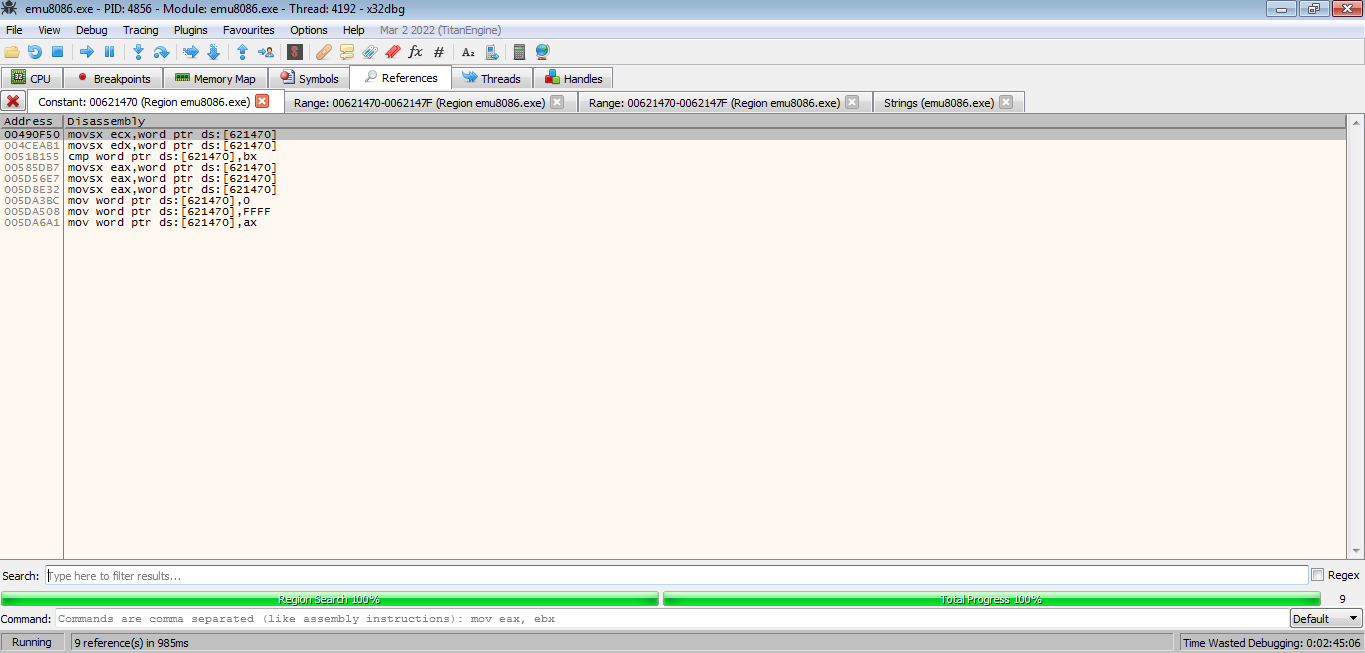 emu8086.exe - PID: 4856 - Module: emu8086.exe - Thread: 4192 - x32dbg
File View Debug Tracing Plugins Favourites Options Help Mar 2 2022 (TitanEngine)
CPU Breakpoints Memory Map Symbols References Threads Handles
Constant: 00621470 (Region emu8086.exe) Range: 00621470-0062147F (Region emu8086.exe) Range: 00621470-0062147F (Region emu8086.exe) Strings (emu8086.exe)
Address Disassembly
00490F50 movsx ecx,word ptr ds:[621470]
004CEAB1 movsx edx,word ptr ds:[621470]
0051B155 cmp word ptr ds:[621470],bx
00585DB7 movsx eax,word ptr ds:[621470]
005D56E7 movsx eax,word ptr ds:[621470]
005D8E32 movsx eax,word ptr ds:[621470]
005DA3BC mov word ptr ds:[621470],0
005DA508 mov word ptr ds:[621470],FFFF
005DA6A1 mov word ptr ds:[621470],ax
Search: Type here to filter results... Regex
Region Search 100% Total Progress 100% 9
Command: Commands are comma separated (like assembly instructions): mov eax, ebx Default
Running 9 reference(s) in 985ms Time Wasted Debugging: 0:02:45:06